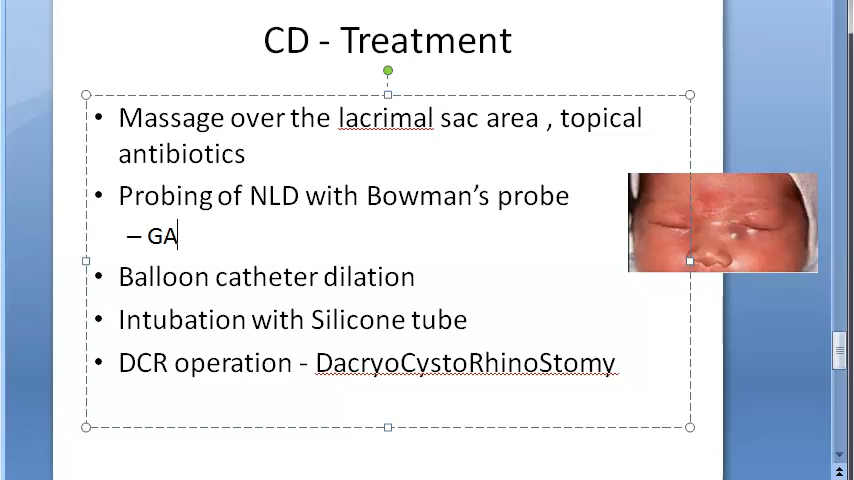 CD - Treatment
• Massage over the lacrimal sac area , topical
antibiotics
• Probing of NLD with Bowman’s probe
– GA
• Balloon catheter dilation
• Intubation with Silicone tube
• DCR operation - DacryoCystoRhinoStomy